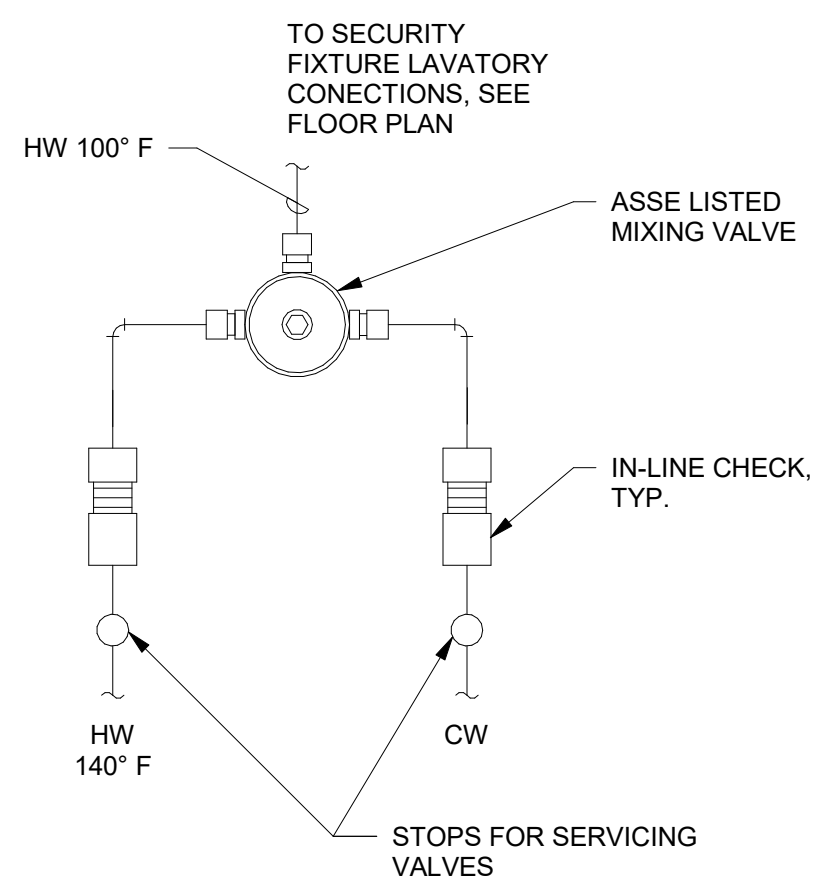 TO SECURITY
FIXTURE LAVATORY
CONECTIONS, SEE
FLOOR PLAN
HW 100° F
ASSE LISTED
MIXING VALVE
IN-LINE CHECK,
TYP.
HW
140° F
CW
STOPS FOR SERVICING
VALVES